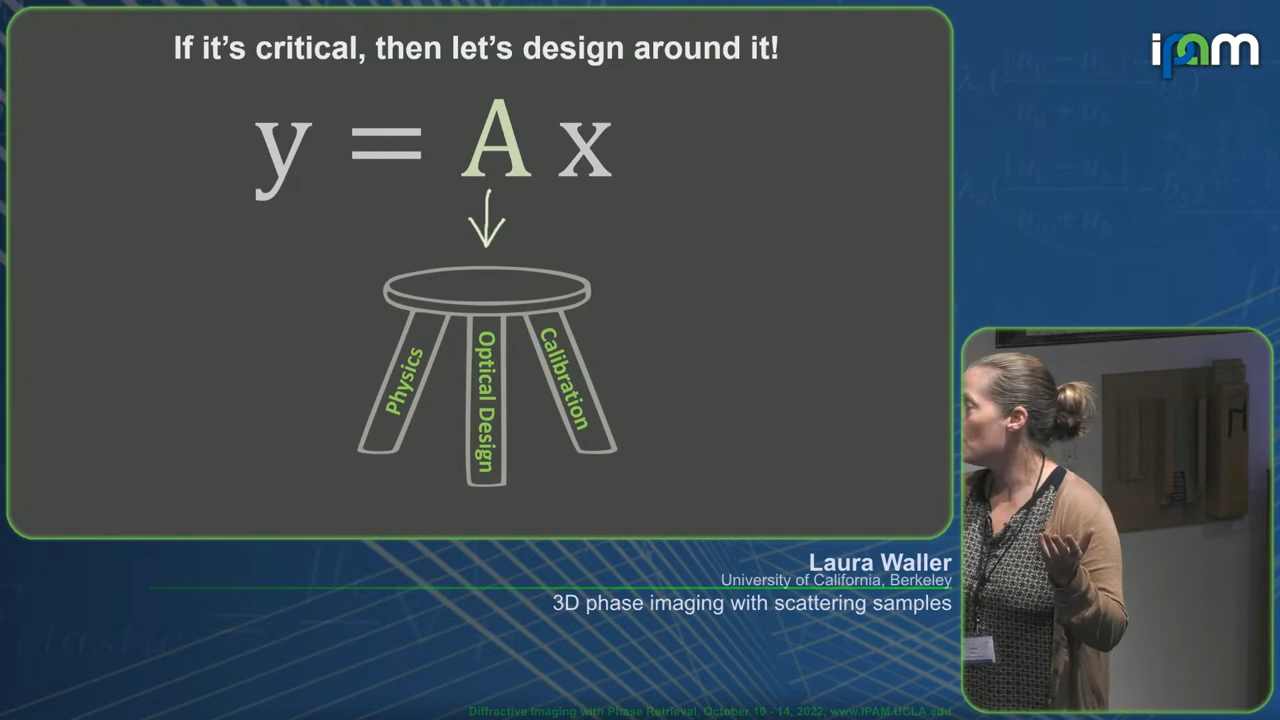 If it's critical, then let's design around it!
ipam
y = A x
Physics
Optical Design
Calibration
Laura Waller
University of California, Berkeley
3D phase imaging with scattering samples
Diffractive Imaging with Phase Retrieval, October 10 - 14, 2022, www.IPAM.UCLA.edu